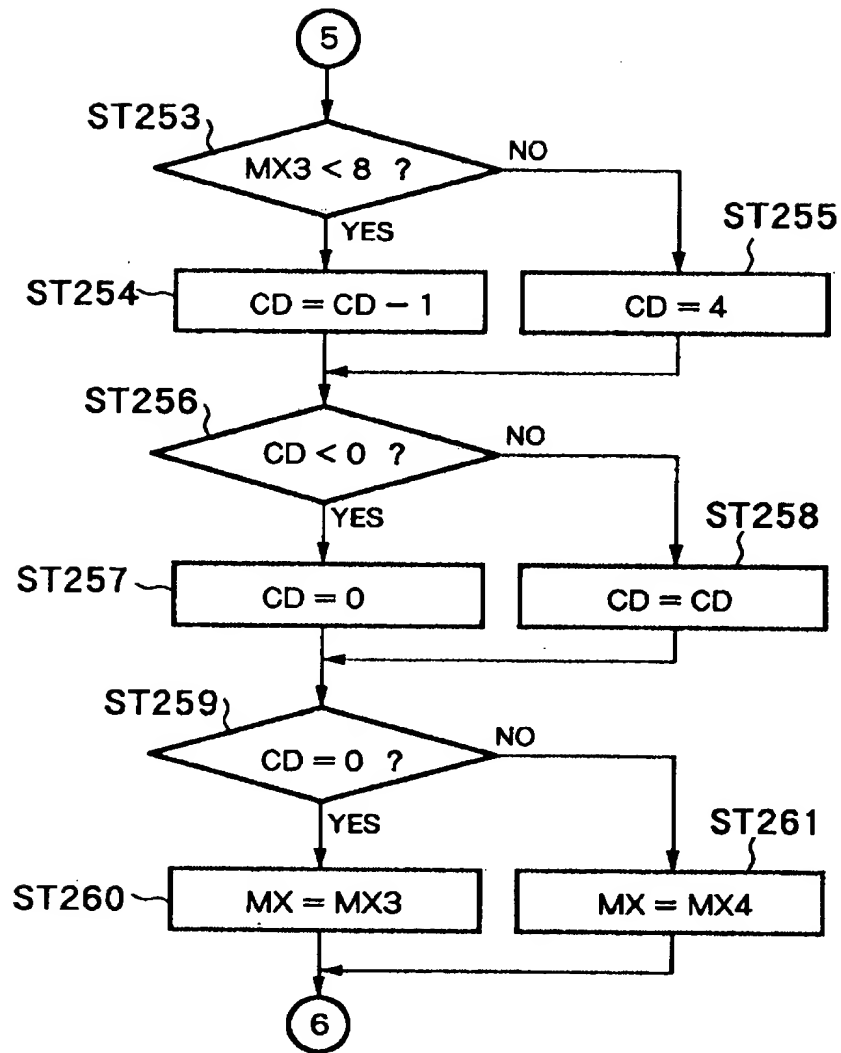 5
ST253
MX3 < 8 ?
NO
YES
ST255
ST254
CD = CD − 1
CD = 4
ST256
CD < 0 ?
NO
YES
ST258
ST257
CD = 0
CD = CD
ST259
CD = 0 ?
NO
YES
ST261
ST260
MX = MX3
MX = MX4
6